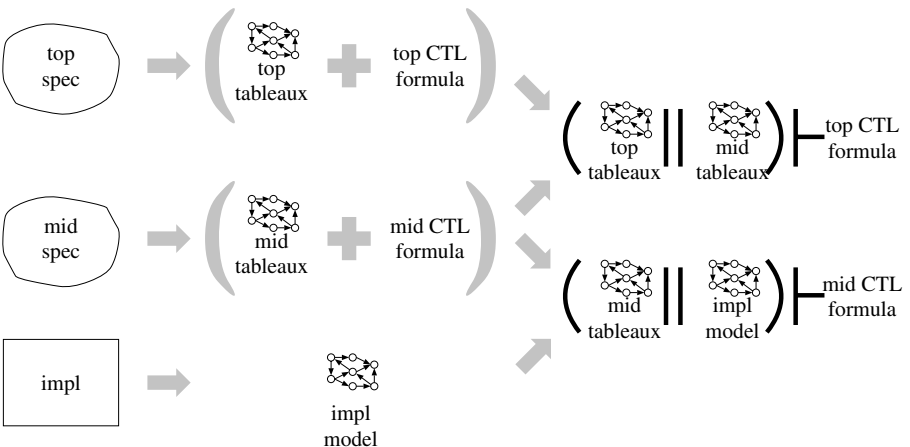 top
spec
top
tableaux
top CTL
formula
top
tableaux
mid
tableaux
top CTL
formula
mid
spec
mid
tableaux
mid CTL
formula
mid
tableaux
impl
model
mid CTL
formula
impl
impl
model